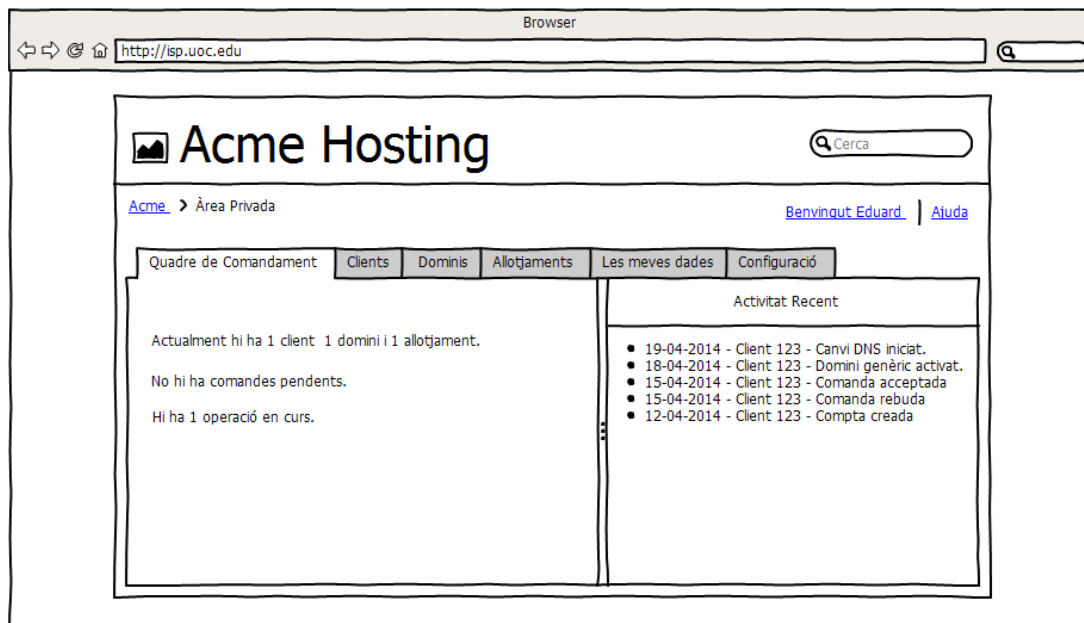 Browser
http://isp.uoc.edu
Acme Hosting
Cerca
Acme > Àrea Privada
Benvingut Eduard | Ajuda
Quadre de Comandament Clients Dominis Allotjaments Les meves dades Configuració
Actualment hi ha 1 client 1 domini i 1 allotjament.
No hi ha comandes pendents.
Hi ha 1 operació en curs.
Activitat Recent
19-04-2014 - Client 123 - Canvi DNS iniciat.
18-04-2014 - Client 123 - Domini genèric activat.
15-04-2014 - Client 123 - Comanda acceptada
15-04-2014 - Client 123 - Comanda rebuda
12-04-2014 - Client 123 - Compta creada